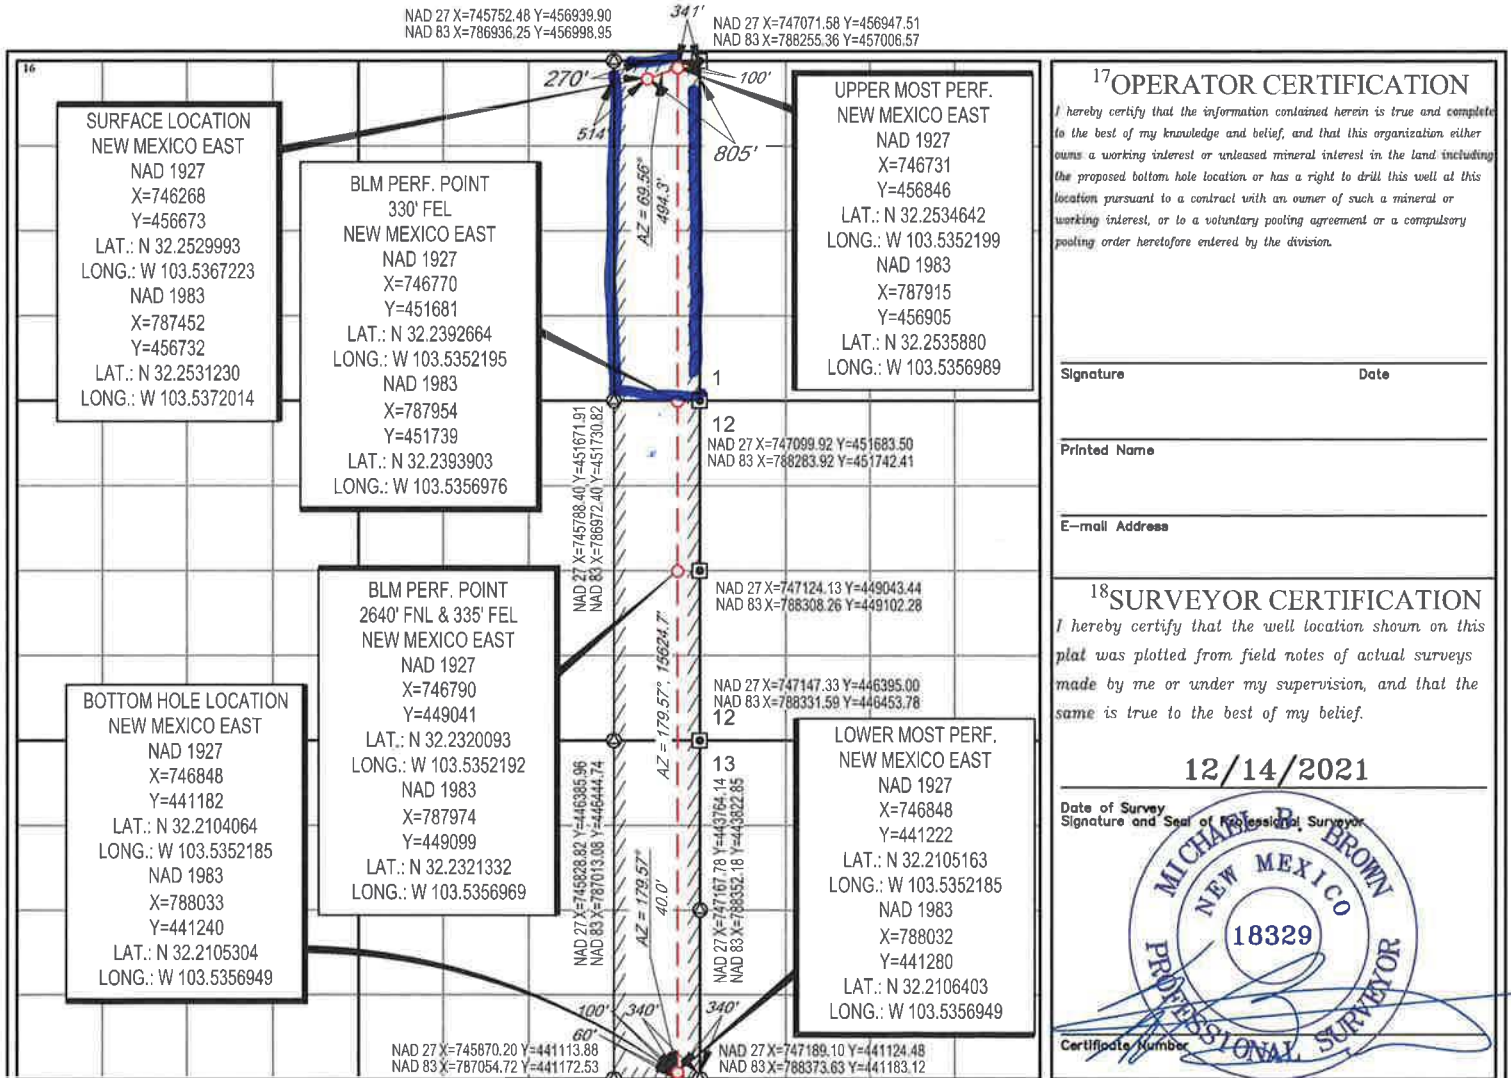 NAD 27 X=745752.48 Y=456939.90
NAD 83 X=786936.25 Y=456998.95
341'
NAD 27 X=747071.58 Y=456947.51
NAD 83 X=788255.36 Y=457006.57
16
270'
100'
514'
805'
AZ = 69.56°
494.3'
SURFACE LOCATION
NEW MEXICO EAST
NAD 1927
X=746268
Y=456673
LAT.: N 32.2529993
LONG.: W 103.5367223
NAD 1983
X=787452
Y=456732
LAT.: N 32.2531230
LONG.: W 103.5372014
BLM PERF. POINT
330' FEL
NEW MEXICO EAST
NAD 1927
X=746770
Y=451681
LAT.: N 32.2392664
LONG.: W 103.5352195
NAD 1983
X=787954
Y=451739
LAT.: N 32.2393903
LONG.: W 103.5356976
UPPER MOST PERF.
NEW MEXICO EAST
NAD 1927
X=746731
Y=456846
LAT.: N 32.2534642
LONG.: W 103.5352199
NAD 1983
X=787915
Y=456905
LAT.: N 32.2535880
LONG.: W 103.5356989
1
12
NAD 27 X=747099.92 Y=451683.50
NAD 83 X=788283.92 Y=451742.41
NAD 27 X=745788.40 Y=451671.91
NAD 83 X=786972.40 Y=451730.82
NAD 27 X=747124.13 Y=449043.44
NAD 83 X=788308.26 Y=449102.28
AZ = 179.57°, 15624.7'
BLM PERF. POINT
2640' FNL & 335' FEL
NEW MEXICO EAST
NAD 1927
X=746790
Y=449041
LAT.: N 32.2320093
LONG.: W 103.5352192
NAD 1983
X=787974
Y=449099
LAT.: N 32.2321332
LONG.: W 103.5356969
NAD 27 X=747147.33 Y=446395.00
NAD 83 X=788331.59 Y=446453.78
12
13
BOTTOM HOLE LOCATION
NEW MEXICO EAST
NAD 1927
X=746848
Y=441182
LAT.: N 32.2104064
LONG.: W 103.5352185
NAD 1983
X=788033
Y=441240
LAT.: N 32.2105304
LONG.: W 103.5356949
LOWER MOST PERF.
NEW MEXICO EAST
NAD 1927
X=746848
Y=441222
LAT.: N 32.2105163
LONG.: W 103.5352185
NAD 1983
X=788032
Y=441280
LAT.: N 32.2106403
LONG.: W 103.5356949
NAD 27 X=745828.82 Y=446385.96
NAD 83 X=787013.08 Y=446444.74
AZ = 179.57°
40.0'
NAD 27 X=747167.78 Y=443764.14
NAD 83 X=788352.18 Y=443822.85
100'
340'
340'
60'
NAD 27 X=745870.20 Y=441113.88
NAD 83 X=787054.72 Y=441172.53
NAD 27 X=747189.10 Y=441124.48
NAD 83 X=788373.63 Y=441183.12
17 OPERATOR CERTIFICATION
I hereby certify that the information contained herein is true and complete
to the best of my knowledge and belief, and that this organization either
owns a working interest or unleased mineral interest in the land including
the proposed bottom hole location or has a right to drill this well at this
location pursuant to a contract with an owner of such a mineral or
working interest, or to a voluntary pooling agreement or a compulsory
pooling order heretofore entered by the division.
Signature Date
Printed Name
E-mail Address
18 SURVEYOR CERTIFICATION
I hereby certify that the well location shown on this
plat was plotted from field notes of actual surveys
made by me or under my supervision, and that the
same is true to the best of my belief.
12/14/2021
Date of Survey
Signature and Seal of Professional Surveyor
MICHAEL B. BROWN
NEW MEXICO
18329
PROFESSIONAL SURVEYOR
Certificate Number